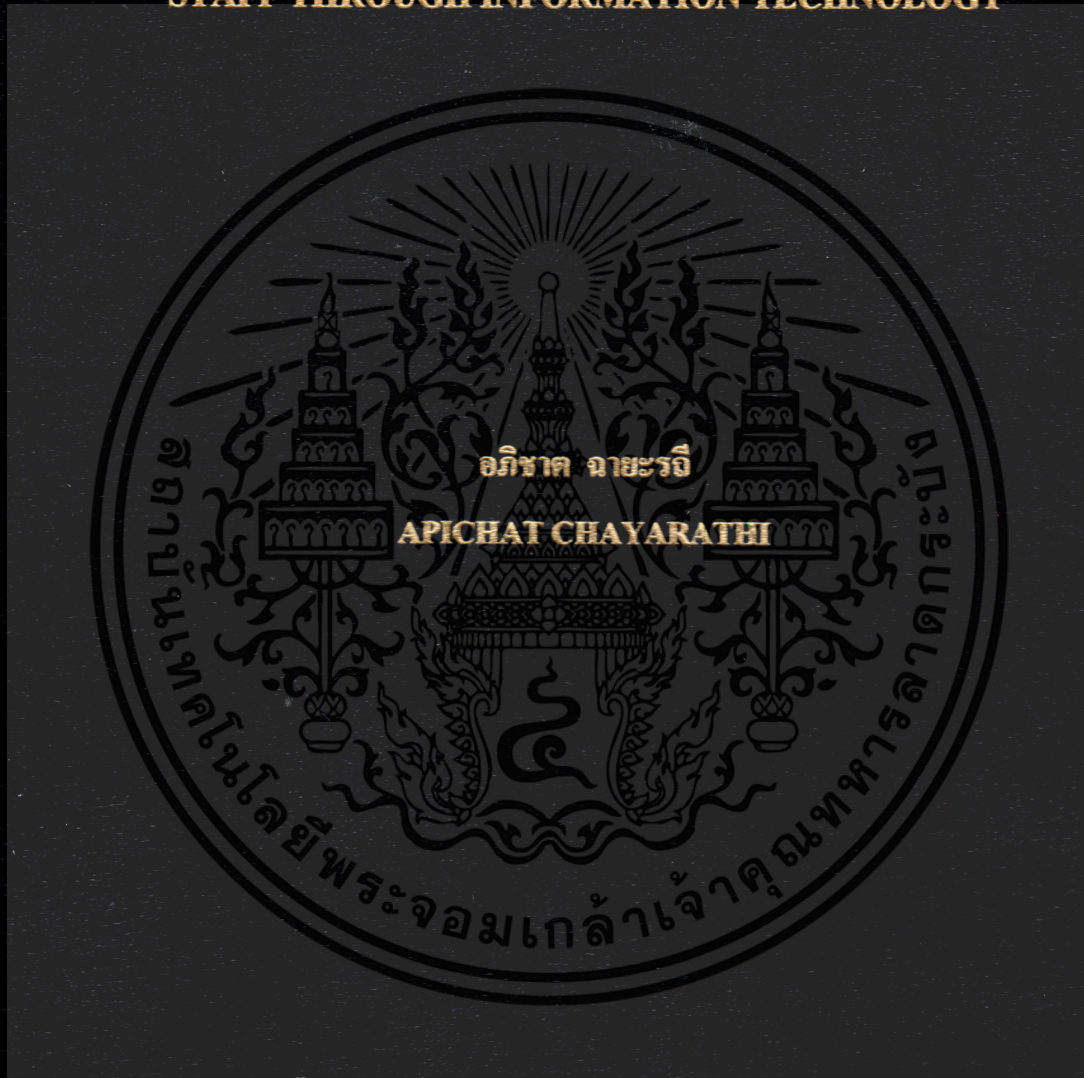 STAFF THROUGH INFORMATION TECHNOLOGY
อภิชาต ฉายะรถี
APICHAT CHAYARATHI
สถาบันเทคโนโลยีพระจอมเกล้าเจ้าคุณทหารลาดกระบัง
๔